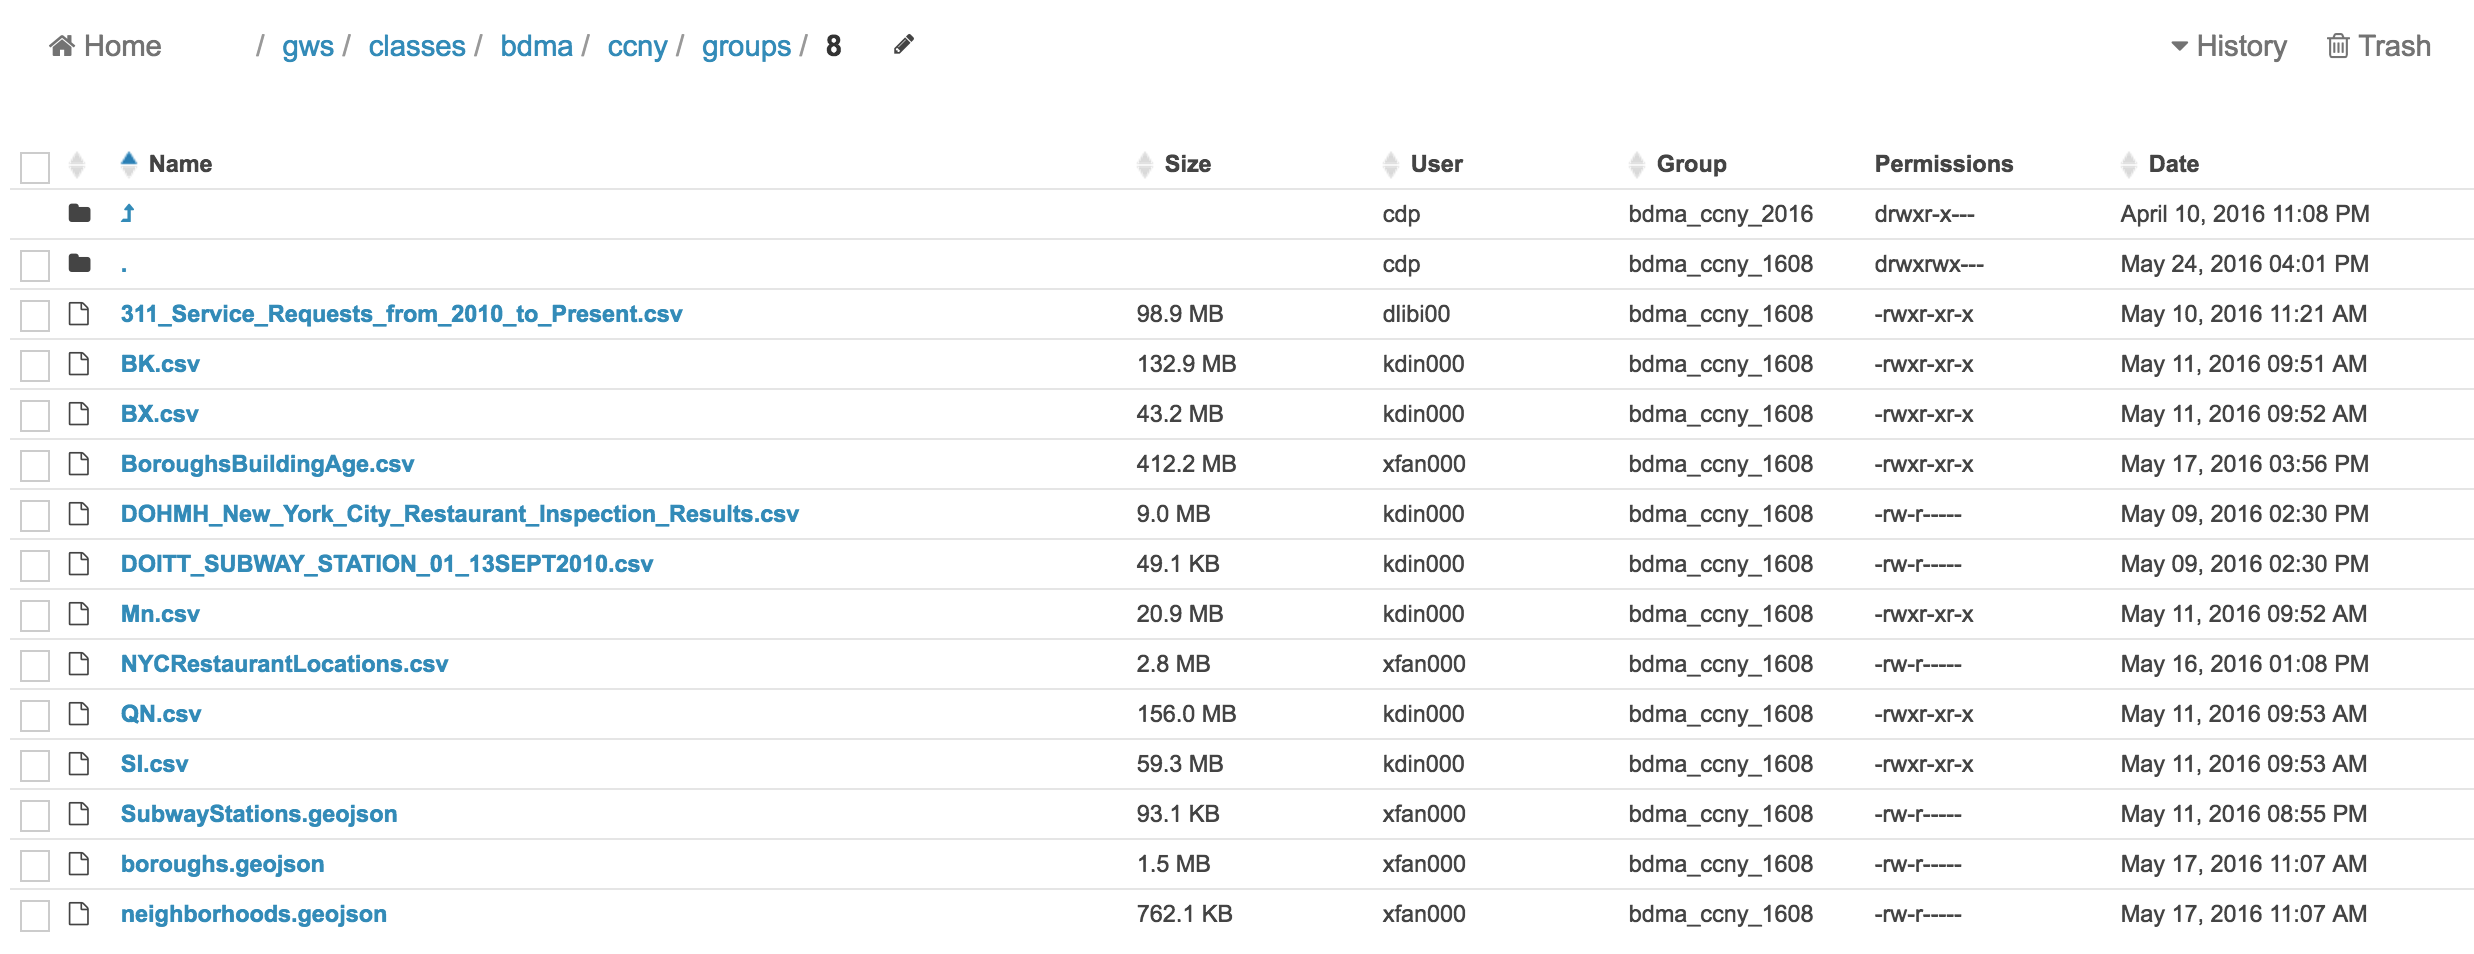 Home / gws / classes / bdma / ccny / groups / 8 History Trash
Name Size User Group Permissions Date
cdp bdma_ccny_2016 drwxr-x--- April 10, 2016 11:08 PM
. cdp bdma_ccny_1608 drwxrwx--- May 24, 2016 04:01 PM
311_Service_Requests_from_2010_to_Present.csv 98.9 MB dlibi00 bdma_ccny_1608 -rwxr-xr-x May 10, 2016 11:21 AM
BK.csv 132.9 MB kdin000 bdma_ccny_1608 -rwxr-xr-x May 11, 2016 09:51 AM
BX.csv 43.2 MB kdin000 bdma_ccny_1608 -rwxr-xr-x May 11, 2016 09:52 AM
BoroughsBuildingAge.csv 412.2 MB xfan000 bdma_ccny_1608 -rwxr-xr-x May 17, 2016 03:56 PM
DOHMH_New_York_City_Restaurant_Inspection_Results.csv 9.0 MB kdin000 bdma_ccny_1608 -rw-r----- May 09, 2016 02:30 PM
DOITT_SUBWAY_STATION_01_13SEPT2010.csv 49.1 KB kdin000 bdma_ccny_1608 -rw-r----- May 09, 2016 02:30 PM
Mn.csv 20.9 MB kdin000 bdma_ccny_1608 -rwxr-xr-x May 11, 2016 09:52 AM
NYCRestaurantLocations.csv 2.8 MB xfan000 bdma_ccny_1608 -rw-r----- May 16, 2016 01:08 PM
QN.csv 156.0 MB kdin000 bdma_ccny_1608 -rwxr-xr-x May 11, 2016 09:53 AM
SI.csv 59.3 MB kdin000 bdma_ccny_1608 -rwxr-xr-x May 11, 2016 09:53 AM
SubwayStations.geojson 93.1 KB xfan000 bdma_ccny_1608 -rw-r----- May 11, 2016 08:55 PM
boroughs.geojson 1.5 MB xfan000 bdma_ccny_1608 -rw-r----- May 17, 2016 11:07 AM
neighborhoods.geojson 762.1 KB xfan000 bdma_ccny_1608 -rw-r----- May 17, 2016 11:07 AM